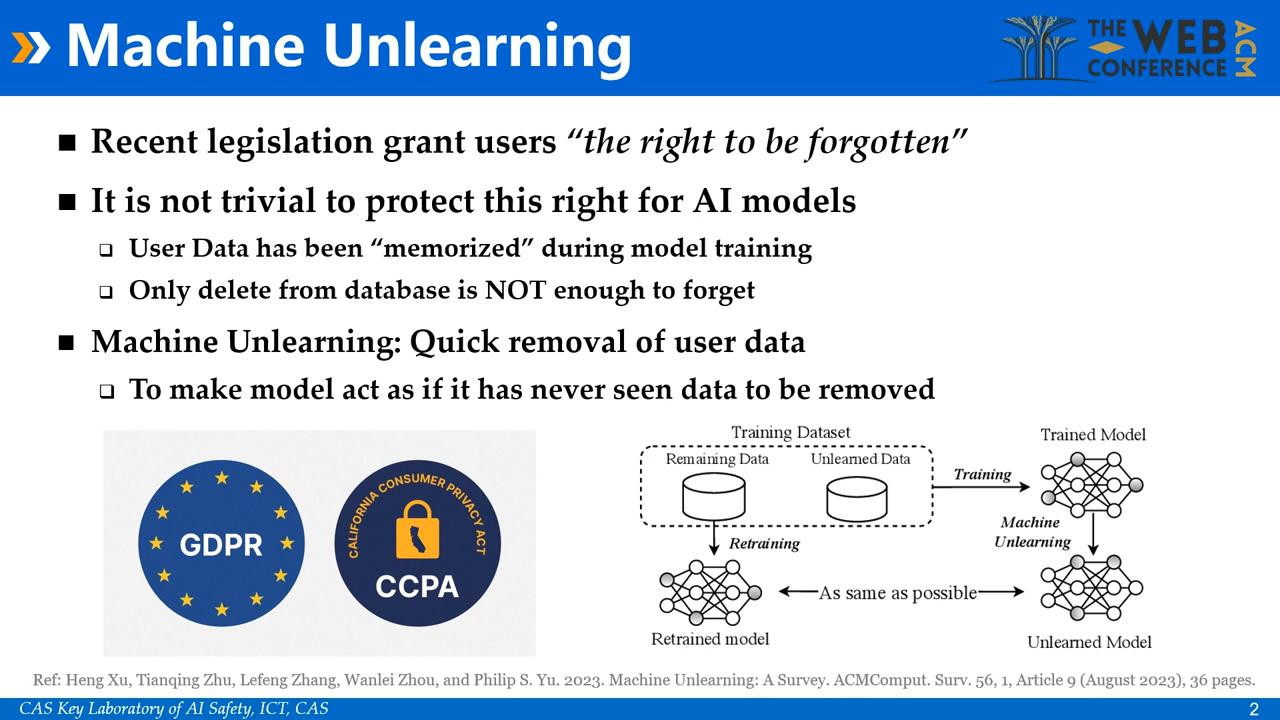 Machine Unlearning
THE WEB CONFERENCE ACM
Recent legislation grant users “the right to be forgotten”
It is not trivial to protect this right for AI models
User Data has been “memorized” during model training
Only delete from database is NOT enough to forget
Machine Unlearning: Quick removal of user data
To make model act as if it has never seen data to be removed
GDPR
CALIFORNIA CONSUMER PRIVACY ACT
CCPA
Training Dataset
Remaining Data
Unlearned Data
Training
Trained Model
Retraining
Machine
Unlearning
As same as possible
Retrained model
Unlearned Model
Ref: Heng Xu, Tianqing Zhu, Lefeng Zhang, Wanlei Zhou, and Philip S. Yu. 2023. Machine Unlearning: A Survey. ACMComput. Surv. 56, 1, Article 9 (August 2023), 36 pages.
CAS Key Laboratory of AI Safety, ICT, CAS
2